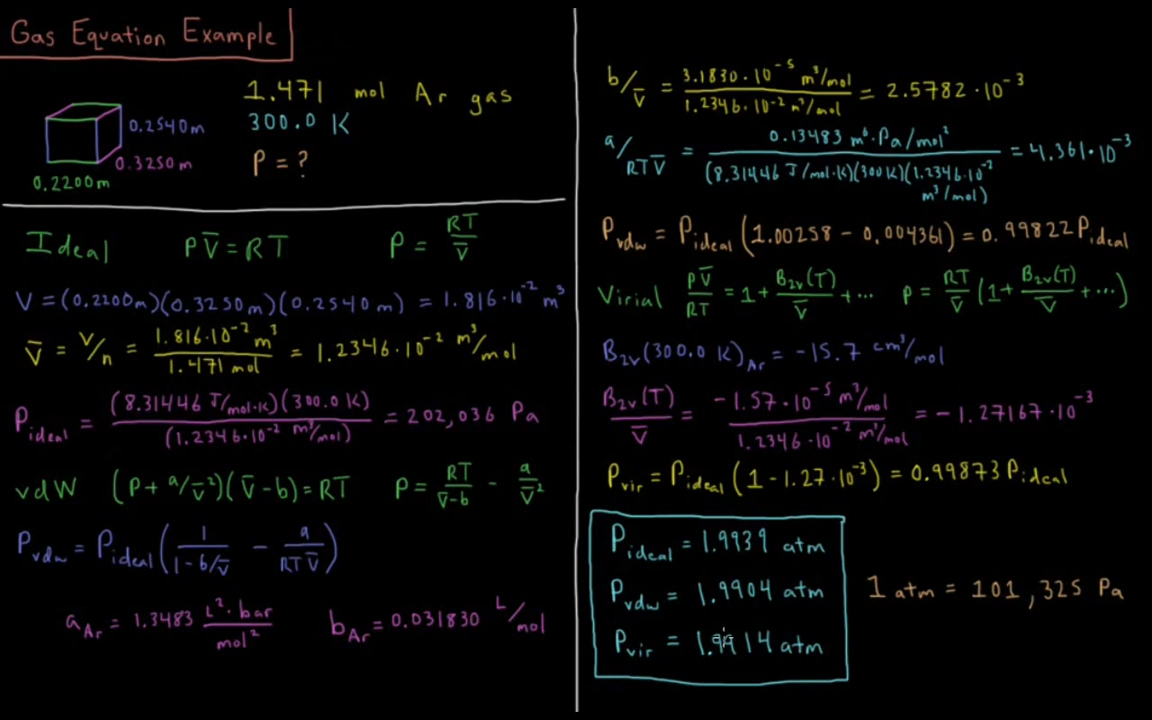 Gas Equation Example
1.471 mol Ar gas
300.0 K
P = ?
0.2540m
0.3250m
0.2200m
Ideal PV̅ = RT P = RT/V̅
V = (0.2200m)(0.3250m)(0.2540m) = 1.816·10⁻² m³
V̅ = V/n = 1.816·10⁻² m³ / 1.471 mol = 1.2346·10⁻² m³/mol
P_ideal = (8.31446 J/mol·K)(300.0 K) / (1.2346·10⁻² m³/mol) = 202,036 Pa
vdW (P + a/V̅²)(V̅ - b) = RT P = RT/(V̅-b) - a/V̅²
P_vdw = P_ideal (1/(1-b/V̅) - a/(RTV̅))
a_Ar = 1.3483 L²·bar/mol² b_Ar = 0.031830 L/mol
b/V̅ = 3.1830·10⁻⁵ m³/mol / 1.2346·10⁻² m³/mol = 2.5782·10⁻³
a/RTV̅ = 0.13483 m⁶·Pa/mol² / (8.31446 J/mol·K)(300K)(1.2346·10⁻² m³/mol) = 4.361·10⁻³
P_vdw = P_ideal (1.00258 - 0.004361) = 0.99822 P_ideal
Virial PV̅/RT = 1 + B₂ᵥ(T)/V̅ + ... P = RT/V̅ (1 + B₂ᵥ(T)/V̅ + ...)
B₂ᵥ(300.0 K)_Ar = -15.7 cm³/mol
B₂ᵥ(T)/V̅ = -1.57·10⁻⁵ m³/mol / 1.2346·10⁻² m³/mol = -1.27167·10⁻³
P_vir = P_ideal (1 - 1.27·10⁻³) = 0.99873 P_ideal
P_ideal = 1.9939 atm
P_vdw = 1.9904 atm
P_vir = 1.9914 atm
1 atm = 101,325 Pa